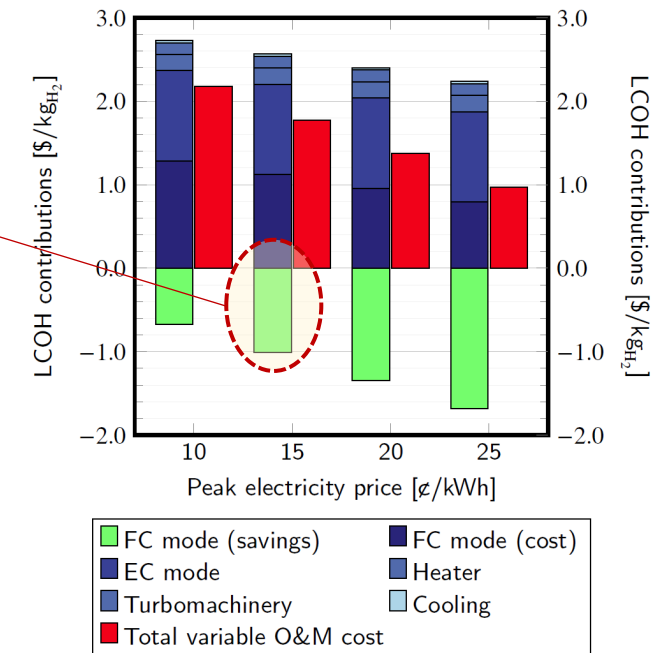 3.0
2.0
1.0
0.0
−1.0
−2.0
LCOH contributions [$/kg_H₂]
3.0
2.0
1.0
0.0
−1.0
−2.0
LCOH contributions [$/kg_H₂]
10 15 20 25
Peak electricity price [¢/kWh]
FC mode (savings) FC mode (cost)
EC mode Heater
Turbomachinery Cooling
Total variable O&M cost